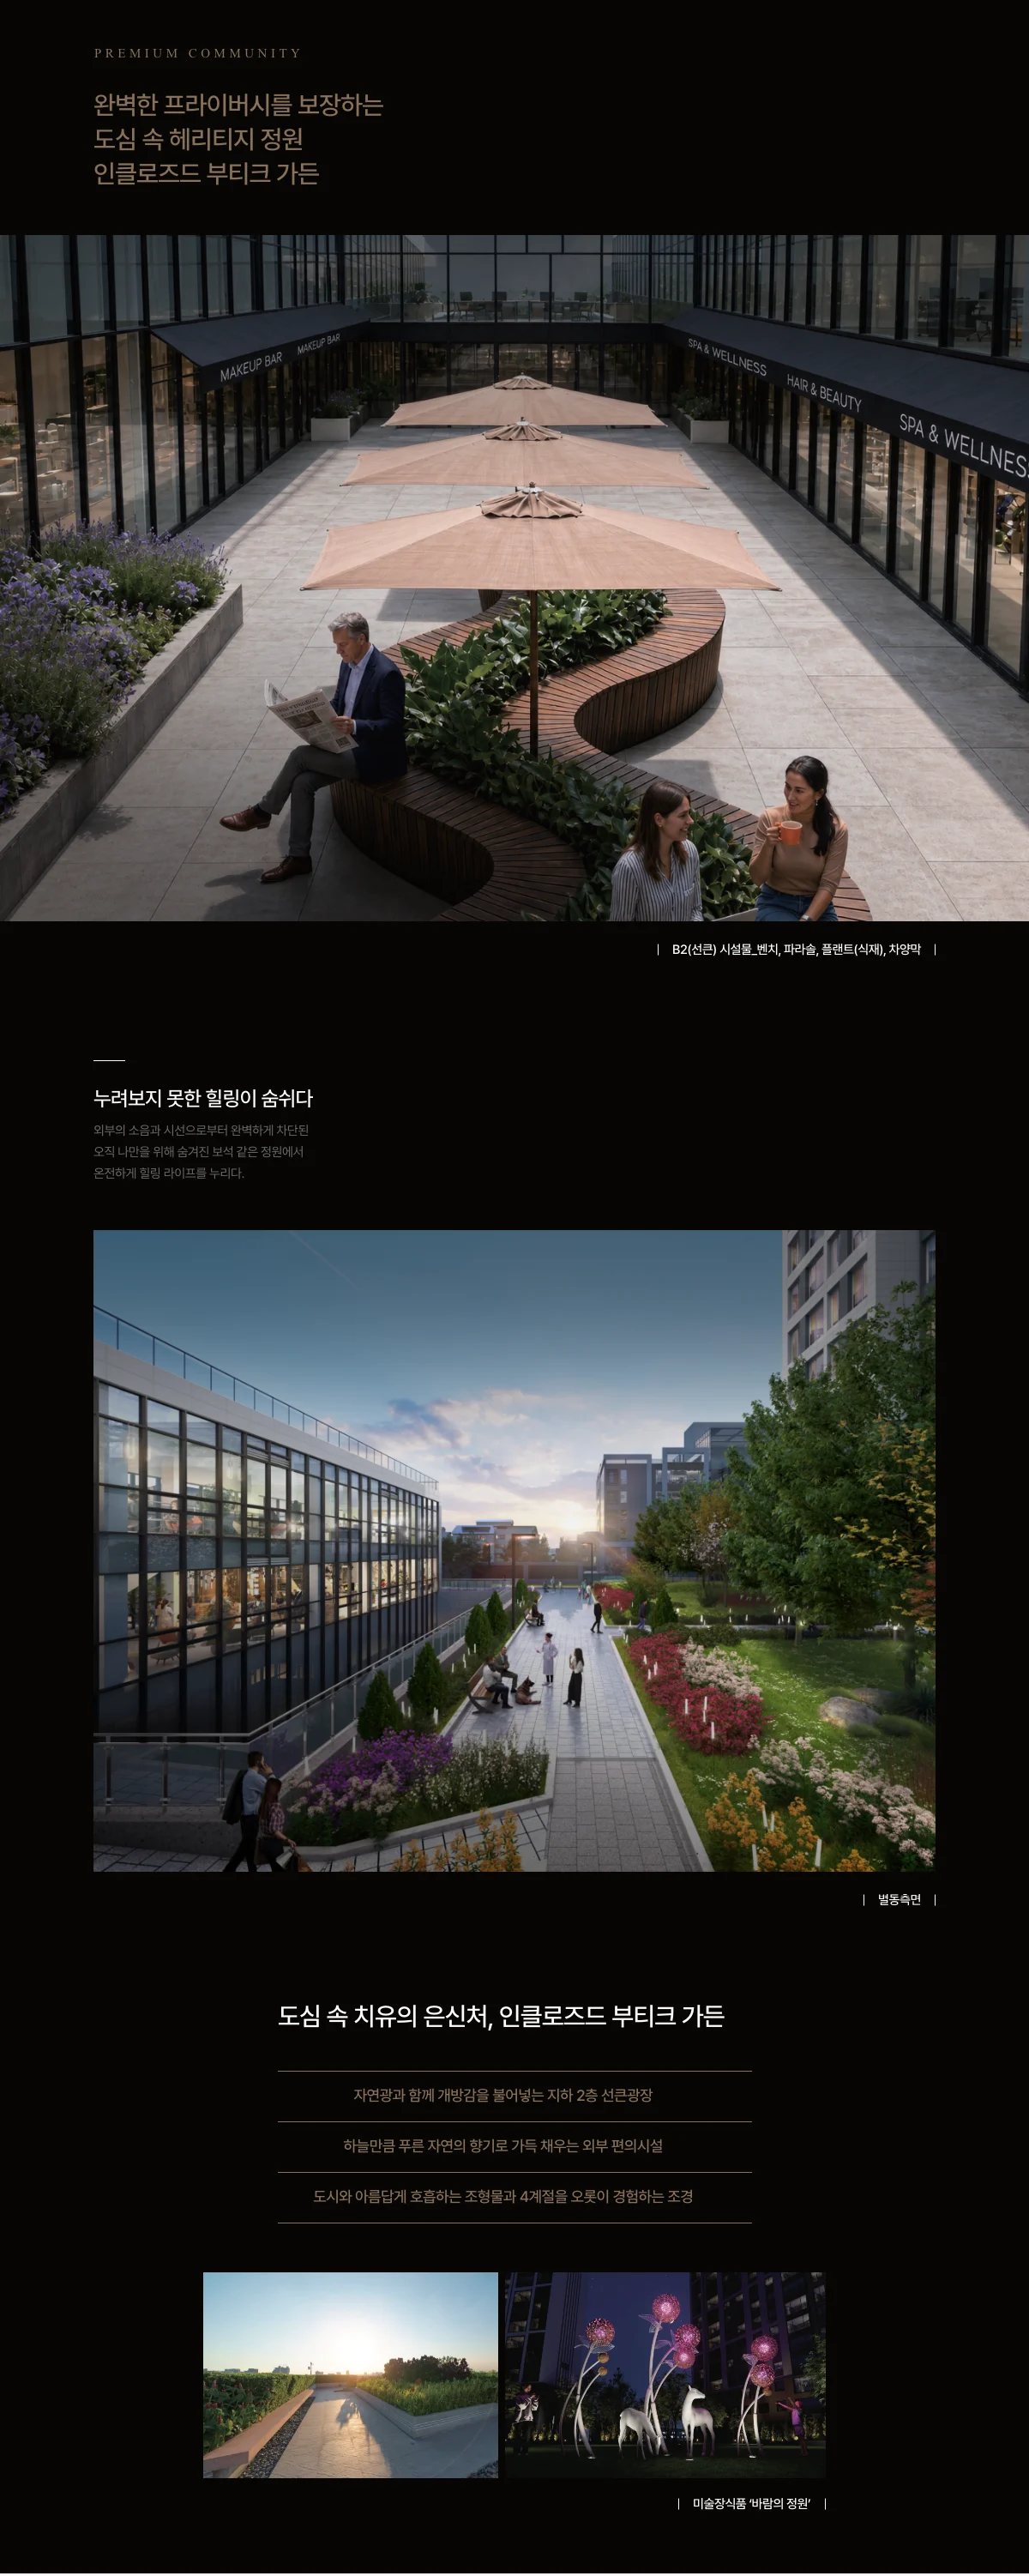 PREMIUM COMMUNITY
완벽한 프라이버시를 보장하는
도심 속 헤리티지 정원
인클로즈드 부티크 가든
MAKEUP BAR
MAKEUP BAR
SPA & WELLNESS
HAIR & BEAUTY
SPA & WELLNESS
| B2(선큰) 시설물_벤치, 파라솔, 플랜트(식재), 차양막 |
누려보지 못한 힐링이 숨쉬다
외부의 소음과 시선으로부터 완벽하게 차단된
오직 나만을 위해 숨겨진 보석 같은 정원에서
온전하게 힐링 라이프를 누리다.
| 별동측면 |
도심 속 치유의 은신처, 인클로즈드 부티크 가든
자연광과 함께 개방감을 불어넣는 지하 2층 선큰광장
하늘만큼 푸른 자연의 향기로 가득 채우는 외부 편의시설
도시와 아름답게 호흡하는 조형물과 4계절을 오롯이 경험하는 조경
| 미술장식품 ‘바람의 정원’ |